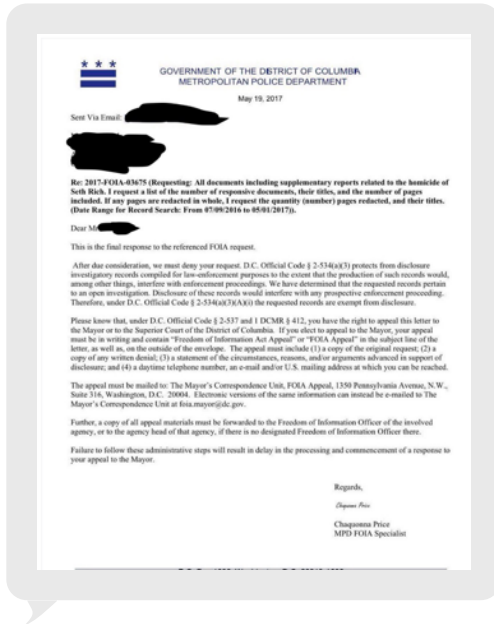 GOVERNMENT OF THE DISTRICT OF COLUMBIA
METROPOLITAN POLICE DEPARTMENT
May 19, 2017
Sent Via Email:
Re: 2017-FOIA-03675 (Requesting: All documents including supplementary reports related to the homicide of
Seth Rich. I request a list of the number of responsive documents, their titles, and the number of pages
included. If any pages are redacted in whole, I request the quantity (number) pages redacted, and their titles.
(Date Range for Record Search: From 07/09/2016 to 05/01/2017)).
Dear Mr
This is the final response to the referenced FOIA request.
After due consideration, we must deny your request. D.C. Official Code § 2-534(a)(3) protects from disclosure
investigatory records compiled for law-enforcement purposes to the extent that the production of such records would,
among other things, interfere with enforcement proceedings. We have determined that the requested records pertain
to an open investigation. Disclosure of these records would interfere with any prospective enforcement proceeding.
Therefore, under D.C. Official Code § 2-534(a)(3)(A)(i) the requested records are exempt from disclosure.
Please know that, under D.C. Official Code § 2-537 and 1 DCMR § 412, you have the right to appeal this letter to
the Mayor or to the Superior Court of the District of Columbia. If you elect to appeal to the Mayor, your appeal
must be in writing and contain “Freedom of Information Act Appeal” or “FOIA Appeal” in the subject line of the
letter, as well as, on the outside of the envelope. The appeal must include (1) a copy of the original request; (2) a
copy of any written denial; (3) a statement of the circumstances, reasons, and/or arguments advanced in support of
disclosure; and (4) a daytime telephone number, an e-mail and/or U.S. mailing address at which you can be reached.
The appeal must be mailed to: The Mayor's Correspondence Unit, FOIA Appeal, 1350 Pennsylvania Avenue, N.W.,
Suite 316, Washington, D.C. 20004. Electronic versions of the same information can instead be e-mailed to The
Mayor's Correspondence Unit at foia.mayor@dc.gov.
Further, a copy of all appeal materials must be forwarded to the Freedom of Information Officer of the involved
agency, or to the agency head of that agency, if there is no designated Freedom of Information Officer there.
Failure to follow these administrative steps will result in delay in the processing and commencement of a response to
your appeal to the Mayor.
Regards,
Chaquonna Price
Chaquonna Price
MPD FOIA Specialist